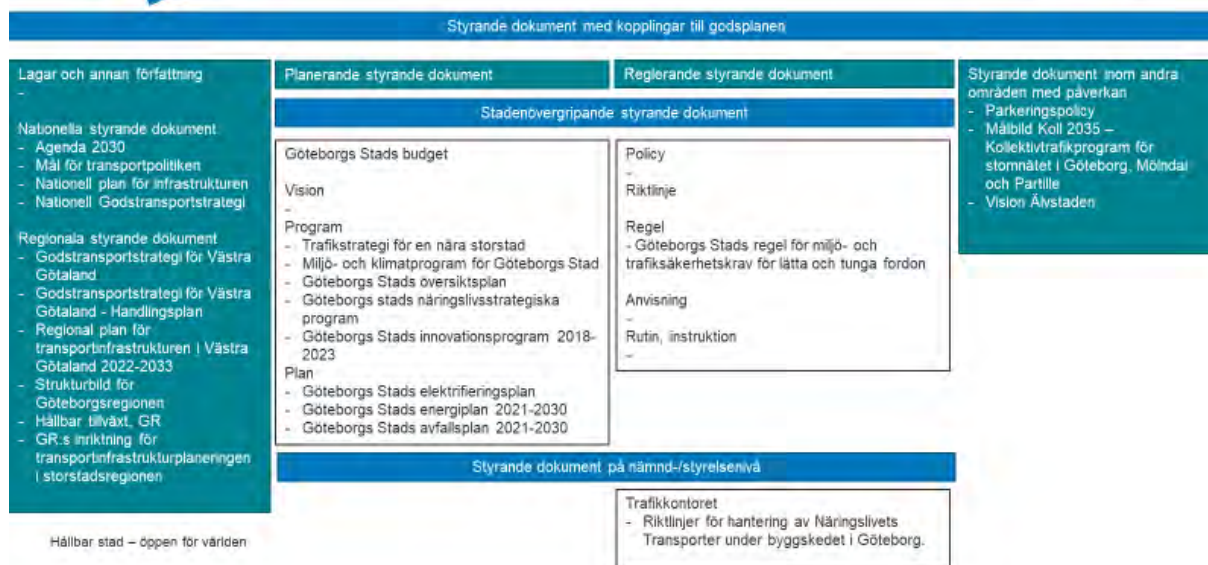 Styrande dokument med kopplingar till godsplanen
Lagar och annan författning
-
Nationella styrande dokument
- Agenda 2030
- Mål för transportpolitiken
- Nationell plan för infrastrukturen
- Nationell Godstransportstrategi
Regionala styrande dokument
- Godstransportstrategi för Västra
Götaland
- Godstransportstrategi för Västra
Götaland - Handlingsplan
- Regional plan för
transportinfrastrukturen i Västra
Götaland 2022-2033
- Strukturbild för
Göteborgsregionen
- Hållbar tillväxt, GR
- GR:s inriktning för
transportinfrastrukturplaneringen
i storstadsregionen
Planerande styrande dokument
Reglerande styrande dokument
Stadenövergripande styrande dokument
Göteborgs Stads budget
Vision
-
Program
- Trafikstrategi för en nära storstad
- Miljö- och klimatprogram för Göteborgs Stad
- Göteborgs Stads översiktsplan
- Göteborgs stads näringslivsstrategiska
program
- Göteborgs Stads innovationsprogram 2018-
2023
Plan
- Göteborgs Stads elektrifieringsplan
- Göteborgs Stads energiplan 2021-2030
- Göteborgs Stads avfallsplan 2021-2030
Policy
-
Riktlinje
Regel
- Göteborgs Stads regel för miljö- och
trafiksäkerhetskrav för lätta och tunga fordon
Anvisning
-
Rutin, instruktion
-
Styrande dokument inom andra
områden med påverkan
- Parkeringspolicy
- Målbild Koll 2035 –
Kollektivtrafikprogram för
stomnätet i Göteborg, Mölndal
och Partille
- Vision Älvstaden
Styrande dokument på nämnd-/styrelsenivå
Trafikkontoret
- Riktlinjer för hantering av Näringslivets
Transporter under byggskedet i Göteborg.
Hållbar stad – öppen för världen